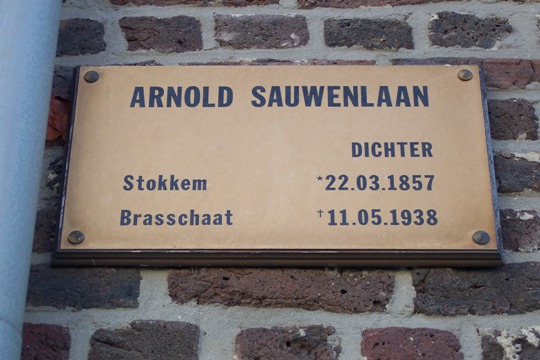 ARNOLD SAUWENLAAN
DICHTER
Stokkem *22.03.1857
Brasschaat †11.05.1938